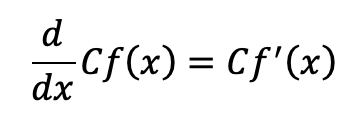 d/dx Cf(x) = Cf'(x)